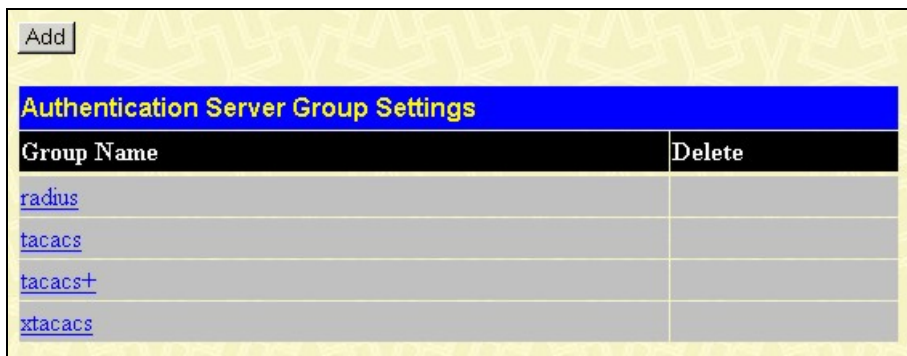 Add
Authentication Server Group Settings
Group Name Delete
radius
tacacs
tacacs+
xtacacs